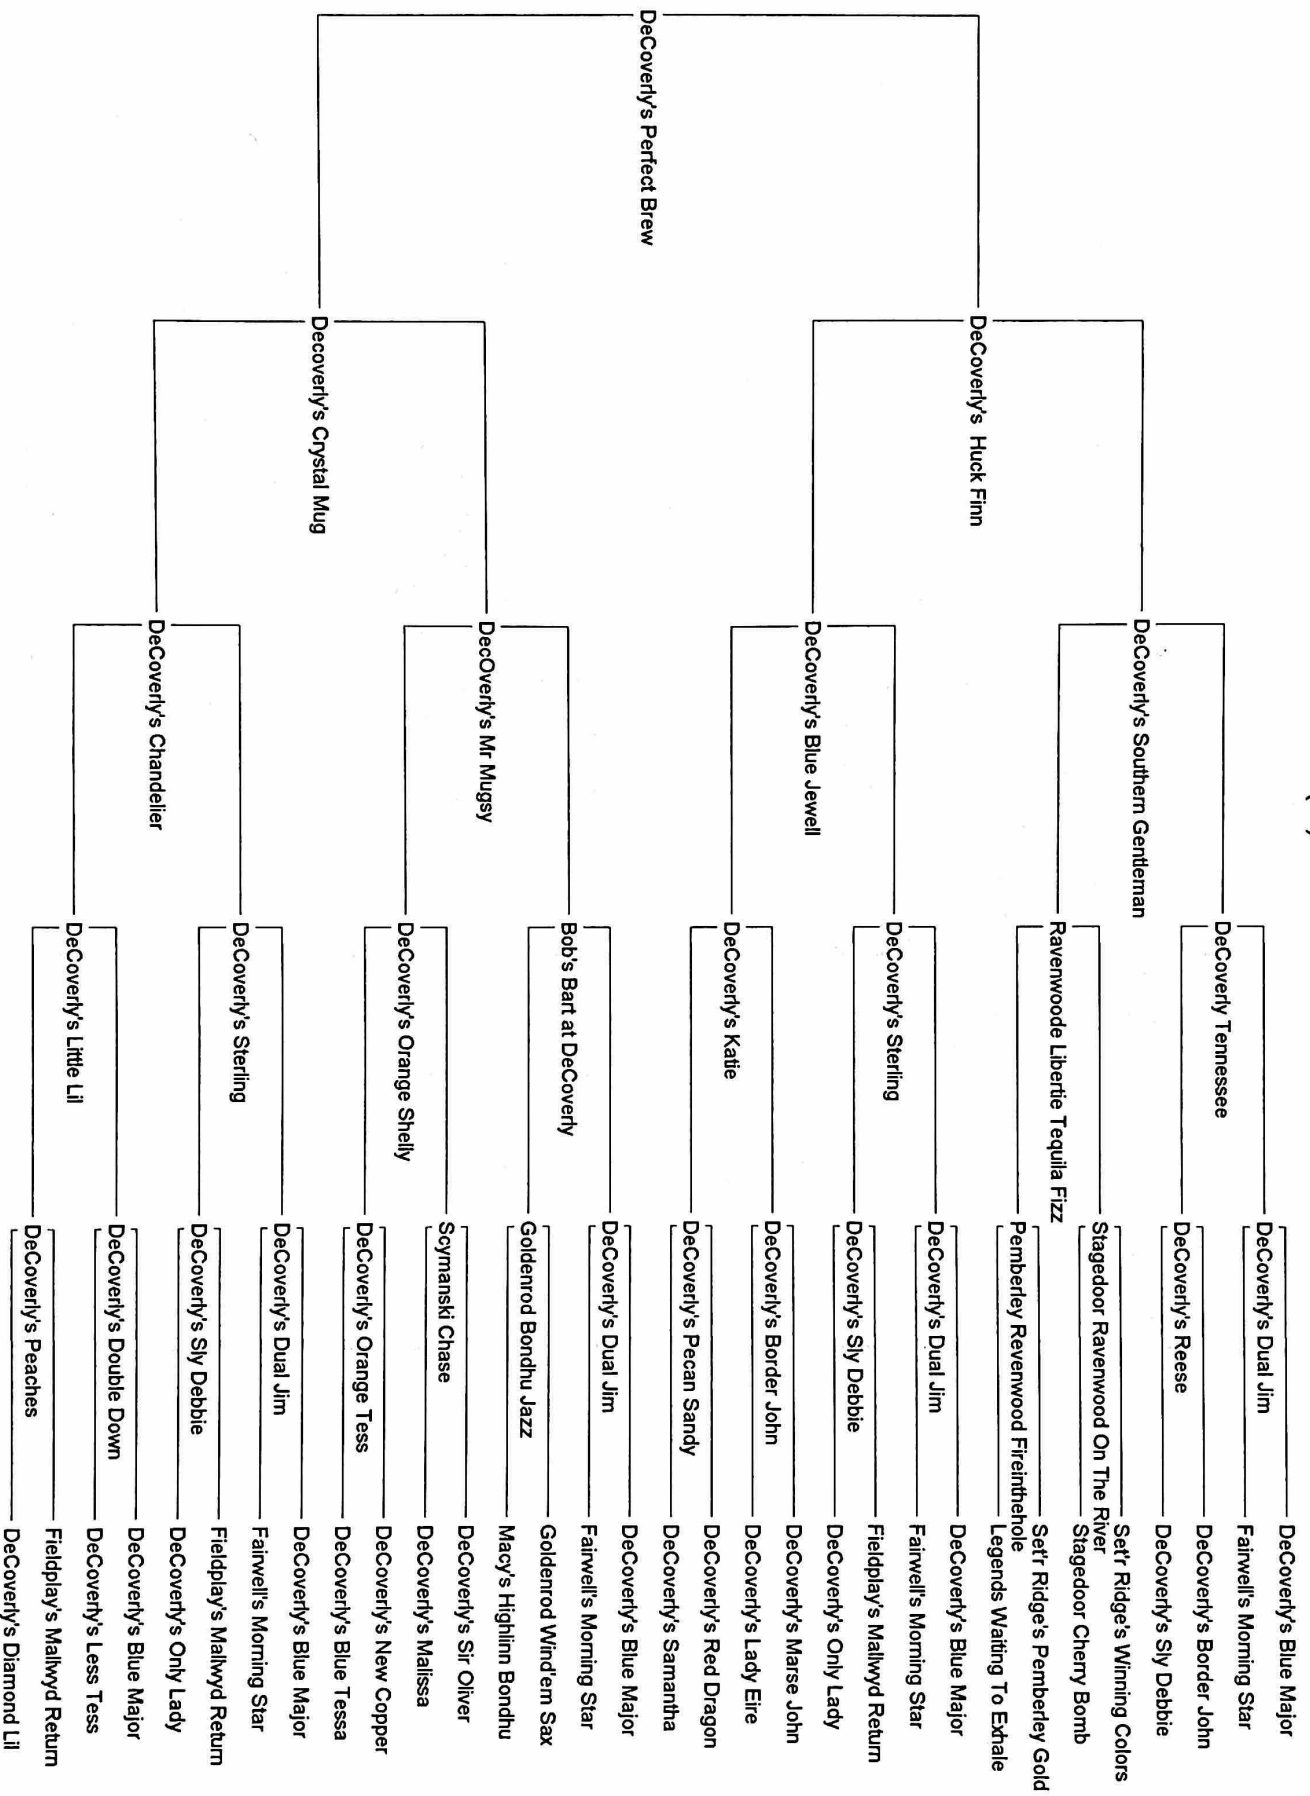 DeCoverly's Perfect Brew
DeCoverly's Huck Finn
Decoverly's Crystal Mug
DeCoverly's Southern Gentleman
DeCoverly's Blue Jewell
DecOverly's Mr Mugsy
DeCoverly's Chandelier
DeCoverly Tennessee
Ravenwoode Libertie Tequila Fizz
DeCoverly's Sterling
DeCoverly's Katie
Bob's Bart at DeCoverly
DeCoverly's Orange Shelly
DeCoverly's Sterling
DeCoverly's Little Lil
DeCoverly's Dual Jim
DeCoverly's Reese
Stagedoor Ravenwood On The River
Pemberley Revenwood Fireinthehole
DeCoverly's Dual Jim
DeCoverly's Sly Debbie
DeCoverly's Border John
DeCoverly's Pecan Sandy
DeCoverly's Dual Jim
Goldenrod Bondhu Jazz
Scymanski Chase
DeCoverly's Orange Tess
DeCoverly's Dual Jim
DeCoverly's Sly Debbie
DeCoverly's Double Down
DeCoverly's Peaches
DeCoverly's Blue Major
Fairwell's Morning Star
DeCoverly's Border John
DeCoverly's Sly Debbie
Set'r Ridge's Winning Colors
Stagedoor Cherry Bomb
Set'r Ridge's Pemberley Gold
Legends Waiting To Exhale
DeCoverly's Blue Major
Fairwell's Morning Star
Fieldplay's Mallwyd Return
DeCoverly's Only Lady
DeCoverly's Marse John
DeCoverly's Lady Eire
DeCoverly's Red Dragon
DeCoverly's Samantha
DeCoverly's Blue Major
Fairwell's Morning Star
Goldenrod Wind'em Sax
Macy's Highlinn Bondhu
DeCoverly's Sir Oliver
DeCoverly's Malissa
DeCoverly's New Copper
DeCoverly's Blue Tessa
DeCoverly's Blue Major
Fairwell's Morning Star
Fieldplay's Mallwyd Return
DeCoverly's Only Lady
DeCoverly's Blue Major
DeCoverly's Less Tess
Fieldplay's Mallwyd Return
DeCoverly's Diamond Lil